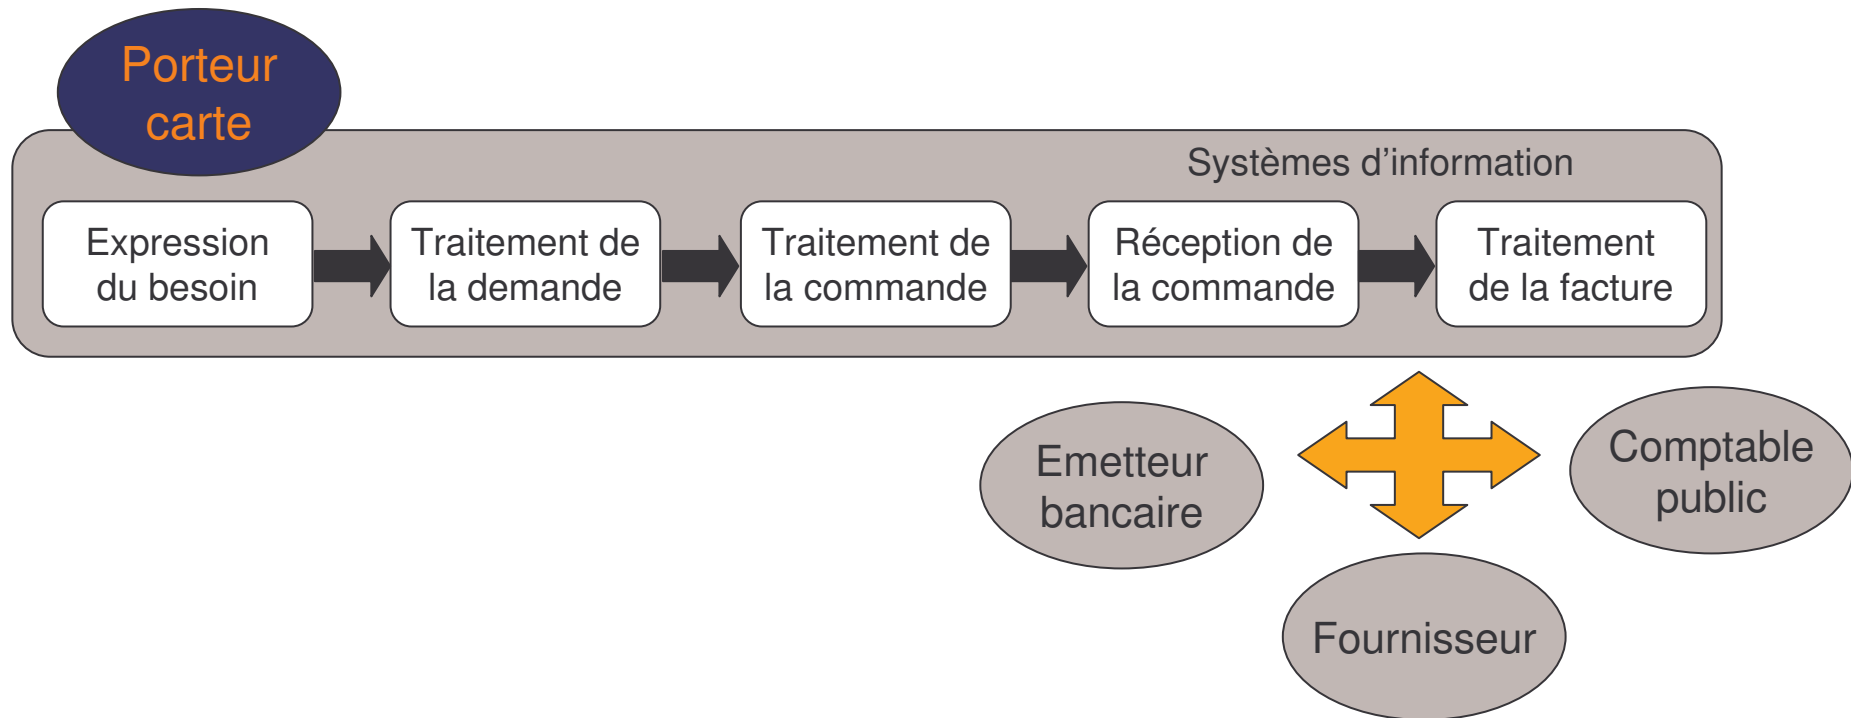 Porteur
carte
Systèmes d’information
Expression
du besoin
Traitement de
la demande
Traitement de
la commande
Réception de
la commande
Traitement
de la facture
Emetteur
bancaire
Comptable
public
Fournisseur